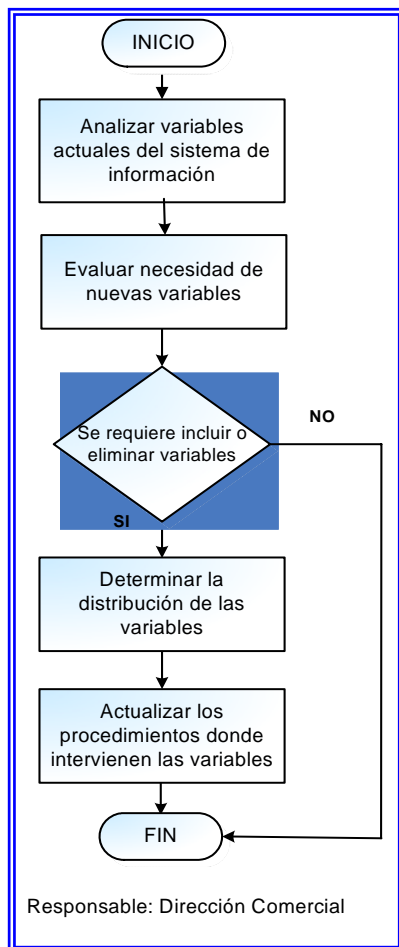 INICIO
Analizar variables
actuales del sistema de
información
Evaluar necesidad de
nuevas variables
Se requiere incluir o
eliminar variables
NO
SI
Determinar la
distribución de las
variables
Actualizar los
procedimientos donde
intervienen las variables
FIN
Responsable: Dirección Comercial